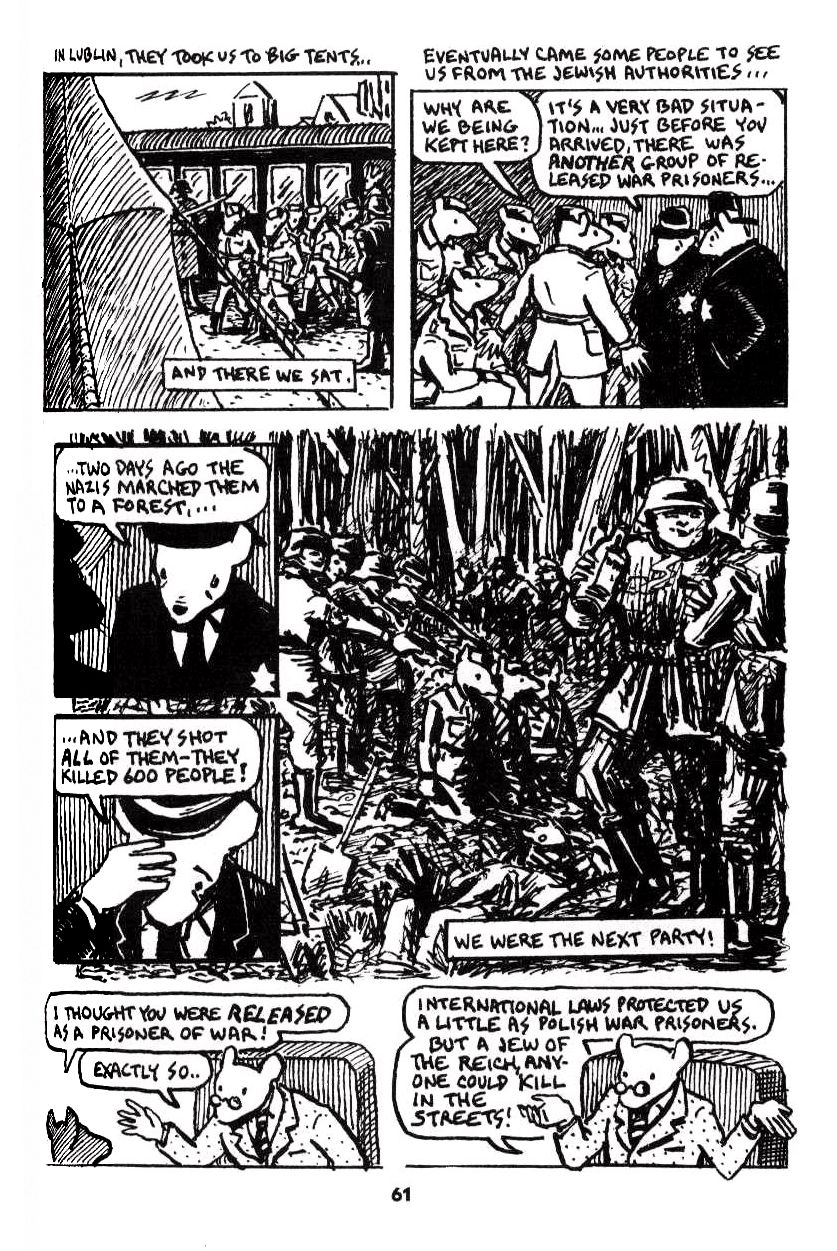 IN LUBLIN, THEY TOOK US TO BIG TENTS...
AND THERE WE SAT.
EVENTUALLY CAME SOME PEOPLE TO SEE
US FROM THE JEWISH AUTHORITIES...
WHY ARE
WE BEING
KEPT HERE?
IT'S A VERY BAD SITUA-
TION... JUST BEFORE YOU
ARRIVED, THERE WAS
ANOTHER GROUP OF RE-
LEASED WAR PRISONERS...
...TWO DAYS AGO THE
NAZIS MARCHED THEM
TO A FOREST,...
...AND THEY SHOT
ALL OF THEM-THEY
KILLED 600 PEOPLE!
WE WERE THE NEXT PARTY!
I THOUGHT YOU WERE RELEASED
AS A PRISONER OF WAR!
EXACTLY SO..
INTERNATIONAL LAWS PROTECTED US
A LITTLE AS POLISH WAR PRISONERS.
BUT A JEW OF
THE REICH, ANY-
ONE COULD KILL
IN THE
STREETS!
61